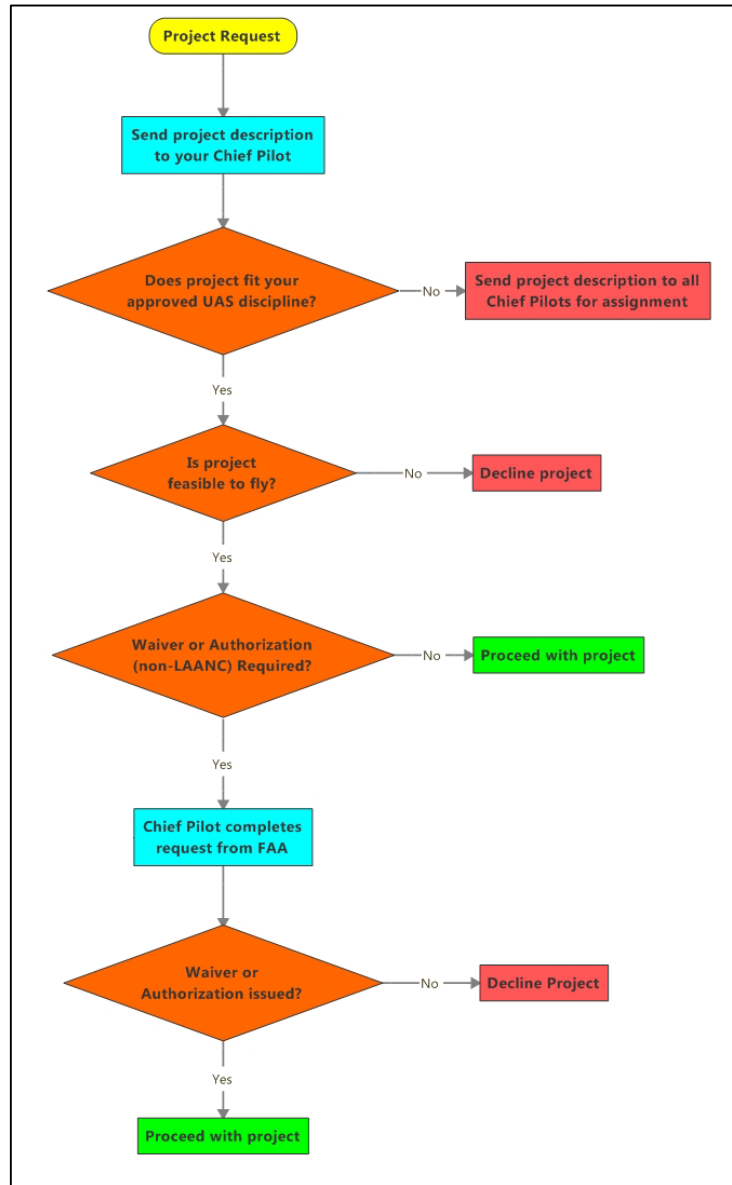 Project Request
Send project description
to your Chief Pilot
Does project fit your
approved UAS discipline?
No
Send project description to all
Chief Pilots for assignment
Yes
Is project
feasible to fly?
No
Decline project
Yes
Waiver or Authorization
(non-LAANC) Required?
No
Proceed with project
Yes
Chief Pilot completes
request from FAA
Waiver or
Authorization issued?
No
Decline Project
Yes
Proceed with project